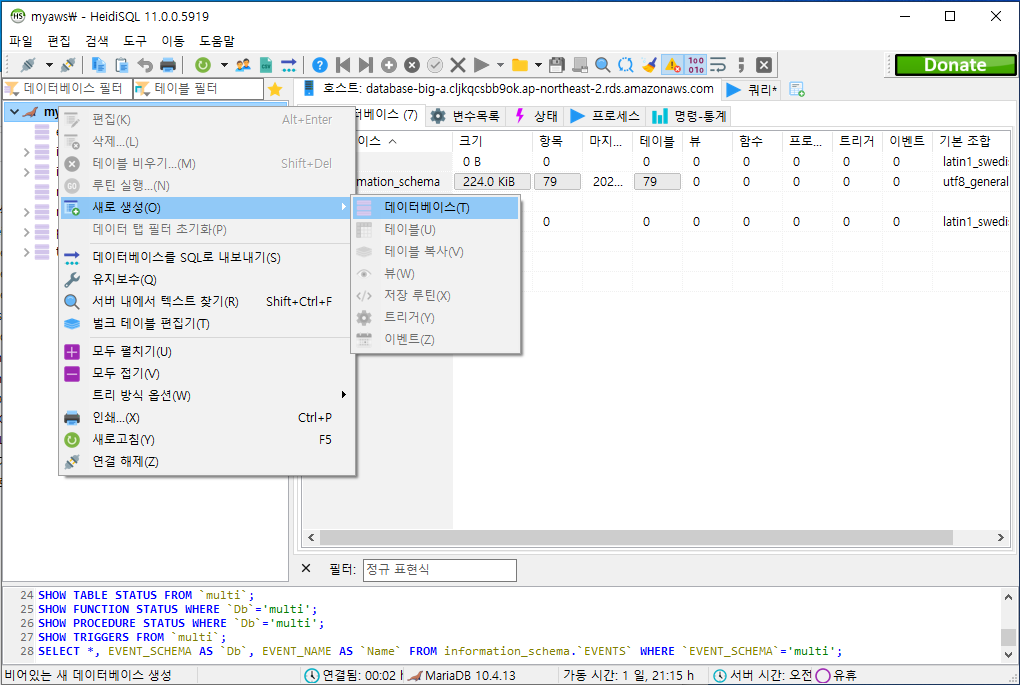 myaws₩ - HeidiSQL 11.0.0.5919
파일 편집 검색 도구 이동 도움말
Donate
데이터베이스 필터 테이블 필터 호스트: database-big-a.cljkqcsbb9ok.ap-northeast-2.rds.amazonaws.com 쿼리*
my
이터베이스 (7) 변수목록 상태 프로세스 명령-통계
편집(K) Alt+Enter
삭제...(L)
테이블 비우기...(M) Shift+Del
루틴 실행...(N)
새로 생성(O)
데이터 탭 필터 초기화(P)
데이터베이스를 SQL로 내보내기(S)
유지보수(Q)
서버 내에서 텍스트 찾기(R) Shift+Ctrl+F
벌크 테이블 편집기(T)
모두 펼치기(U)
모두 접기(V)
트리 방식 옵션(W)
인쇄...(X) Ctrl+P
새로고침(Y) F5
연결 해제(Z)
데이터베이스(T)
테이블(U)
테이블 복사(V)
뷰(W)
저장 루틴(X)
트리거(Y)
이벤트(Z)
이스 크기 항목 마지... 테이블 뷰 함수 프로... 트리거 이벤트 기본 조합
0 B 0 0 0 0 0 0 0 latin1_swedis
mation_schema 224.0 KiB 79 202... 79 0 0 0 0 0 utf8_general
0 0 0 0 0 0 0 latin1_swedis
필터: 정규 표현식
24 SHOW TABLE STATUS FROM `multi`;
25 SHOW FUNCTION STATUS WHERE `Db`='multi';
26 SHOW PROCEDURE STATUS WHERE `Db`='multi';
27 SHOW TRIGGERS FROM `multi`;
28 SELECT *, EVENT_SCHEMA AS `Db`, EVENT_NAME AS `Name` FROM information_schema.`EVENTS` WHERE `EVENT_SCHEMA`='multi';
비어있는 새 데이터베이스 생성 연결됨: 00:02 MariaDB 10.4.13 가동 시간: 1 일, 21:15 h 서버 시간: 오전 유휴